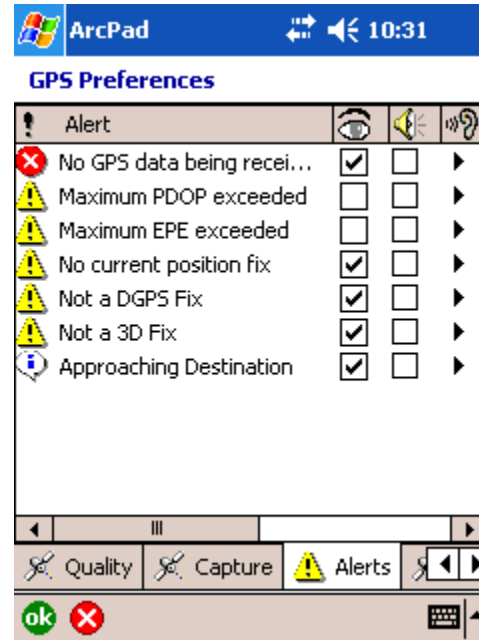 ArcPad 10:31
GPS Preferences
Alert
No GPS data being recei...
Maximum PDOP exceeded
Maximum EPE exceeded
No current position fix
Not a DGPS Fix
Not a 3D Fix
Approaching Destination
Quality Capture Alerts
ok